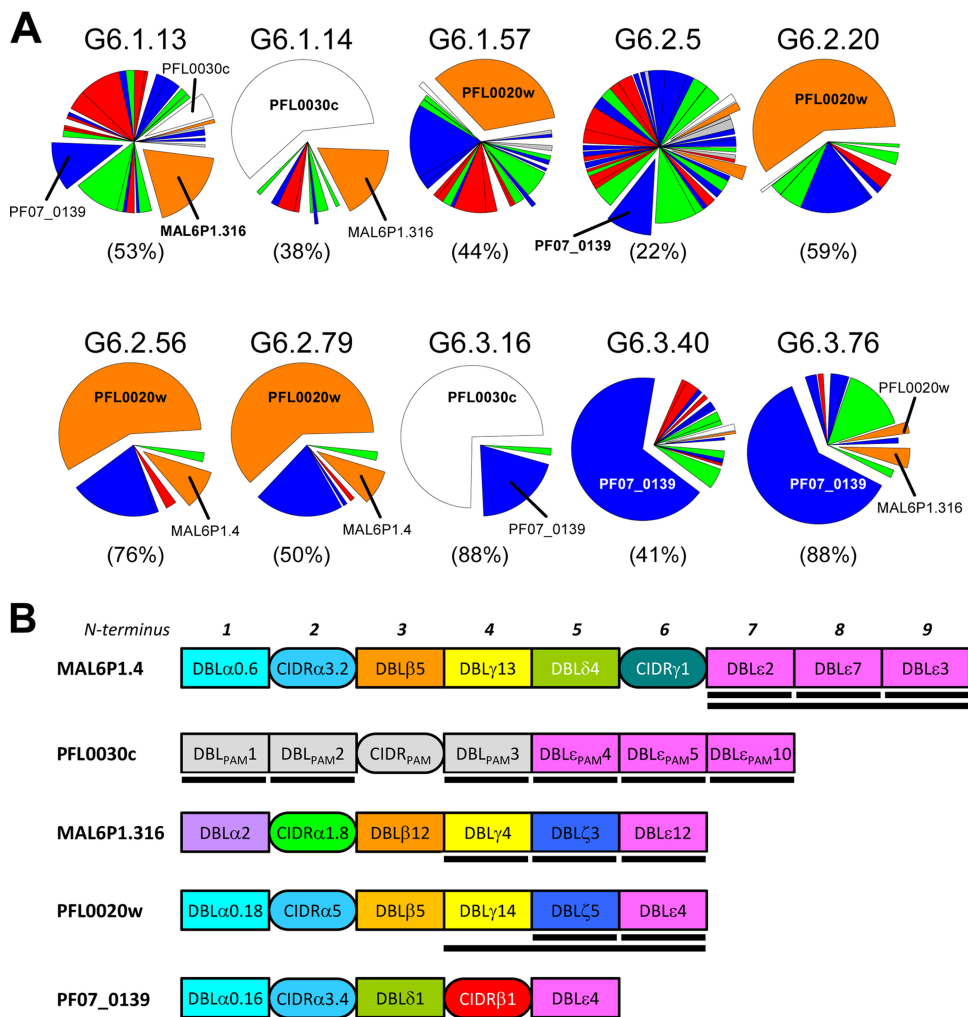 A
G6.1.13 G6.1.14 G6.1.57 G6.2.5 G6.2.20
PFL0030c
PF07_0139
MAL6P1.316
PFL0030c
MAL6P1.316
PFL0020w
PF07_0139
PFL0020w
(53%) (38%) (44%) (22%) (59%)
G6.2.56 G6.2.79 G6.3.16 G6.3.40 G6.3.76
PFL0020w
MAL6P1.4
PFL0020w
MAL6P1.4
PFL0030c
PF07_0139
PF07_0139
PFL0020w
PF07_0139
MAL6P1.316
(76%) (50%) (88%) (41%) (88%)
B
N-terminus 1 2 3 4 5 6 7 8 9
MAL6P1.4 DBLα0.6 CIDRα3.2 DBLβ5 DBLγ13 DBLδ4 CIDRγ1 DBLε2 DBLε7 DBLε3
PFL0030c DBLPAM1 DBLPAM2 CIDRPAM DBLPAM3 DBLεPAM4 DBLεPAM5 DBLεPAM10
MAL6P1.316 DBLα2 CIDRα1.8 DBLβ12 DBLγ4 DBLζ3 DBLε12
PFL0020w DBLα0.18 CIDRα5 DBLβ5 DBLγ14 DBLζ5 DBLε4
PF07_0139 DBLα0.16 CIDRα3.4 DBLδ1 CIDRβ1 DBLε4